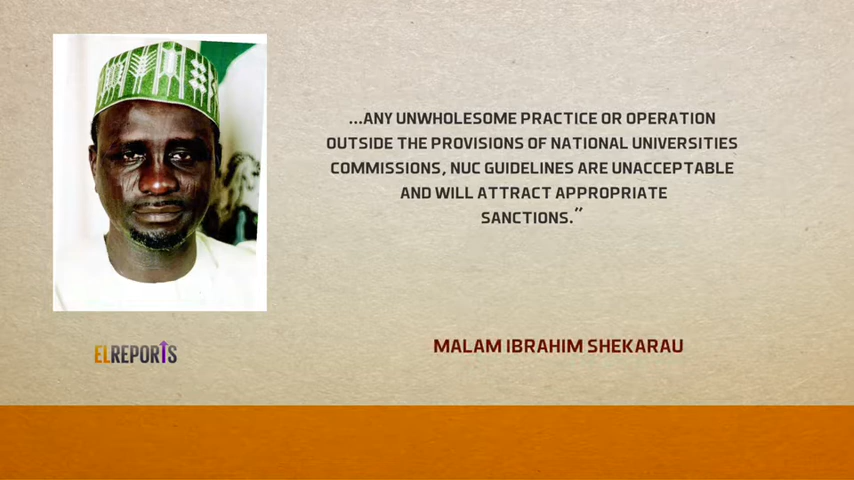 ...ANY UNWHOLESOME PRACTICE OR OPERATION
OUTSIDE THE PROVISIONS OF NATIONAL UNIVERSITIES
COMMISSIONS, NUC GUIDELINES ARE UNACCEPTABLE
AND WILL ATTRACT APPROPRIATE
SANCTIONS.”
MALAM IBRAHIM SHEKARAU
ELREPORTS